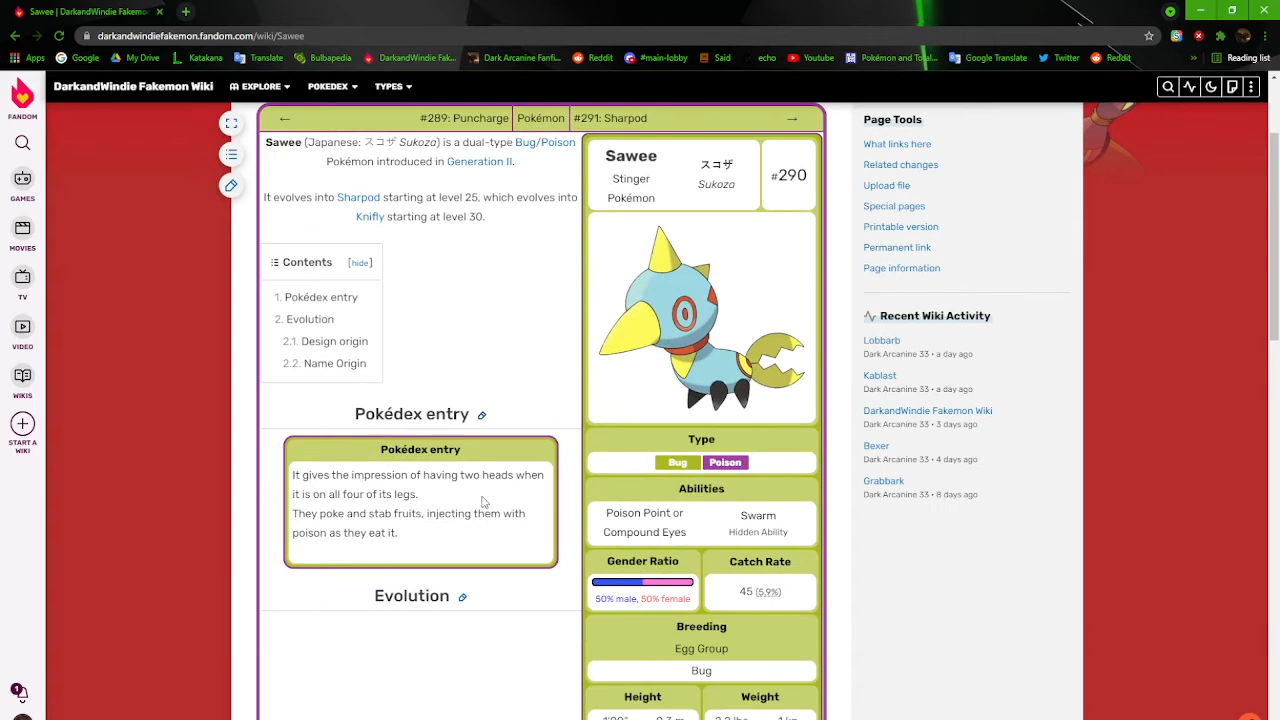 Sawee | DarkandWindie Fakemon
darkandwindiefakemon.fandom.com/wiki/Sawee
Apps Google My Drive Katakana Translate Bulbapedia DarkandWindie Fak... Dark Arcanine Fanfi... Reddit #main-lobby Said echo Youtube Pokémon and Total... Google Translate Twitter Reddit » Reading list
FANDOM
DarkandWindie Fakemon Wiki EXPLORE POKEDEX TYPES
GAMES
MOVIES
TV
VIDEO
WIKIS
START A
WIKI
1
← #289: Puncharge Pokémon #291: Sharpod →
Sawee (Japanese: スコザ Sukoza) is a dual-type Bug/Poison
Pokémon introduced in Generation II.
It evolves into Sharpod starting at level 25, which evolves into
Knifly starting at level 30.
Contents [hide]
1. Pokédex entry
2. Evolution
2.1. Design origin
2.2. Name Origin
Pokédex entry
Pokédex entry
It gives the impression of having two heads when
it is on all four of its legs.
They poke and stab fruits, injecting them with
poison as they eat it.
Evolution
Sawee
Stinger
Pokémon
スコザ
Sukoza
#290
Type
Bug Poison
Abilities
Poison Point or
Compound Eyes
Swarm
Hidden Ability
Gender Ratio
50% male, 50% female
Catch Rate
45 (5.9%)
Breeding
Egg Group
Bug
Height Weight
Page Tools
What links here
Related changes
Upload file
Special pages
Printable version
Permanent link
Page information
Recent Wiki Activity
Lobbarb
Dark Arcanine 33 • a day ago
Kablast
Dark Arcanine 33 • a day ago
DarkandWindie Fakemon Wiki
Dark Arcanine 33 • 3 days ago
Bexer
Dark Arcanine 33 • 4 days ago
Grabbark
Dark Arcanine 33 • 8 days ago